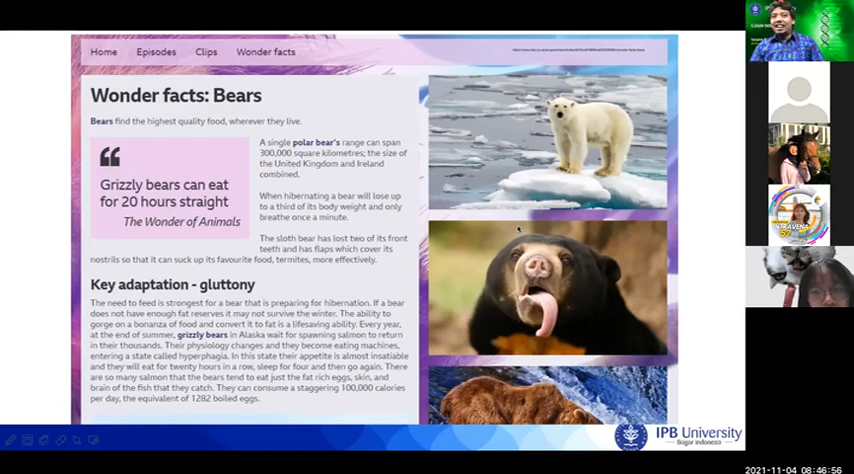 Home Episodes Clips Wonder facts
Wonder facts: Bears
Bears find the highest quality food, wherever they live.
Grizzly bears can eat
for 20 hours straight
The Wonder of Animals
A single polar bear's range can span
300,000 square kilometres; the size of
the United Kingdom and Ireland
combined.
When hibernating a bear will lose up
to a third of its body weight and only
breathe once a minute.
The sloth bear has lost two of its front
teeth and has flaps which cover its
nostrils so that it can suck up its favourite food, termites, more effectively.
Key adaptation - gluttony
The need to feed is strongest for a bear that is preparing for hibernation. If a bear
does not have enough fat reserves it may not survive the winter. The ability to
gorge on a bonanza of food and convert it to fat is a lifesaving ability. Every year,
at the end of summer, grizzly bears in Alaska wait for spawning salmon to return
in their thousands. Their physiology changes and they become eating machines,
entering a state called hyperphagia. In this state their appetite is almost insatiable
and they will eat for twenty hours in a row, sleep for four and then go again. There
are so many salmon that the bears tend to eat just the fat rich eggs, skin, and
brain of the fish that they catch. They can consume a staggering 100,000 calories
per day, the equivalent of 1282 boiled eggs.
IPB University
Bogor Indonesia
INTRAVENA
57
2021-11-04 08:46:56